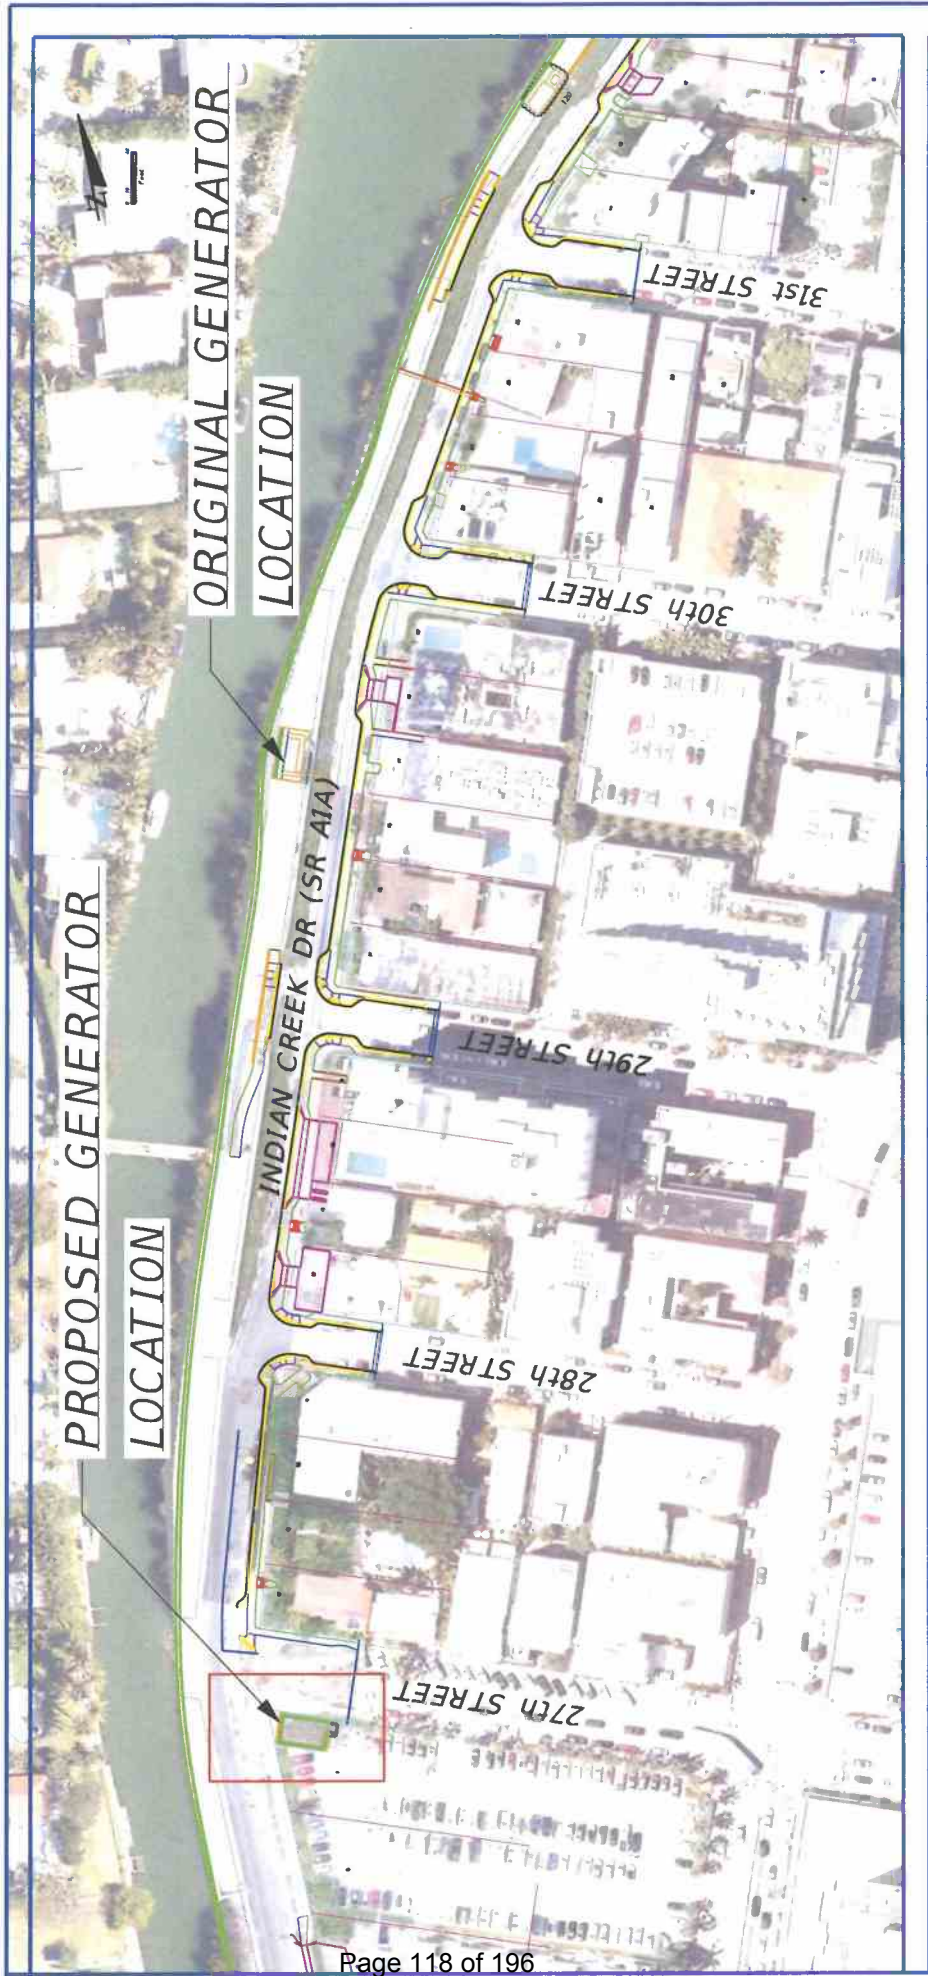 ORIGINAL GENERATOR
LOCATION
PROPOSED GENERATOR
LOCATION
INDIAN CREEK DR (SR A1A)
31st STREET
30th STREET
29th STREET
28th STREET
27th STREET
Page 118 of 196